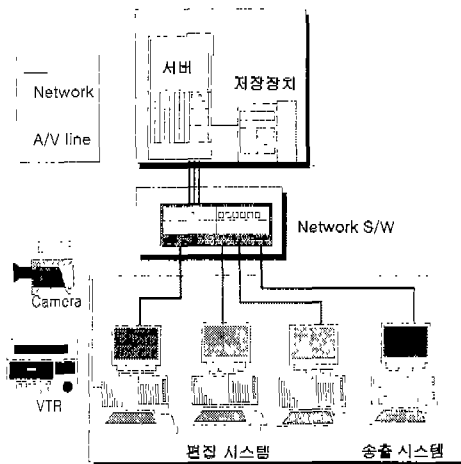 서버
저장장치
Network
A/V line
Network S/W
Camera
VTR
편집 시스템
송출 시스템